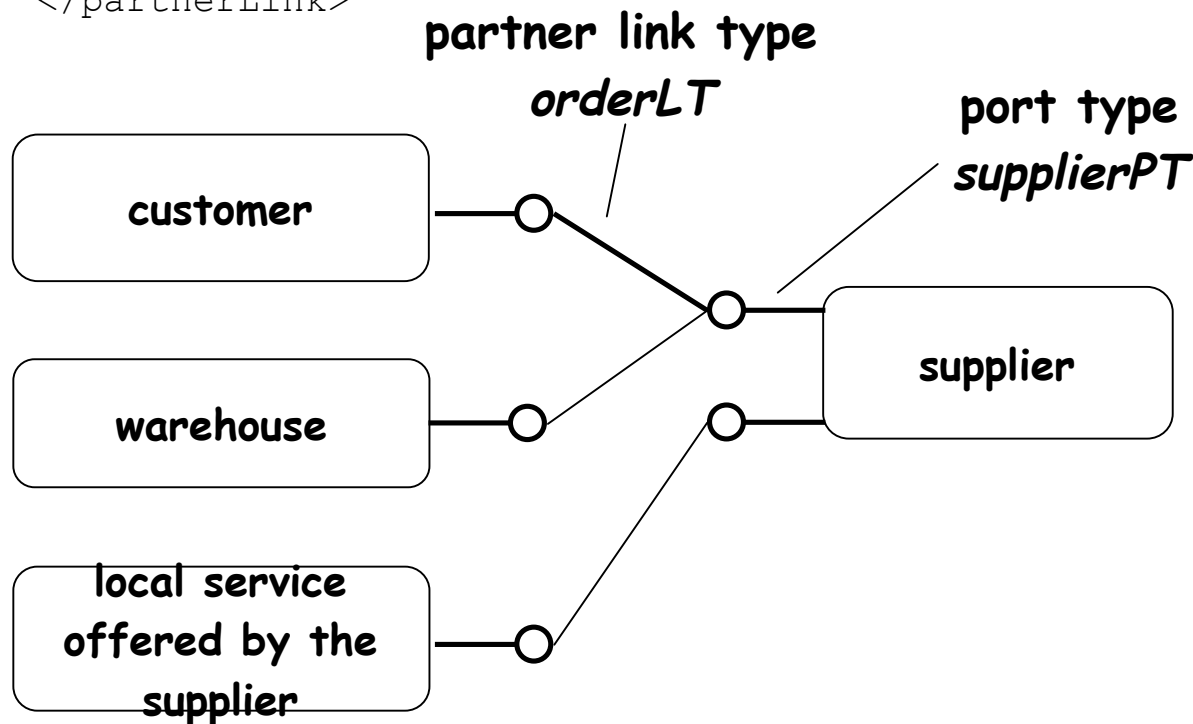 </partnerLink>
partner link type
orderLT
port type
supplierPT
customer
supplier
warehouse
local service
offered by the
supplier